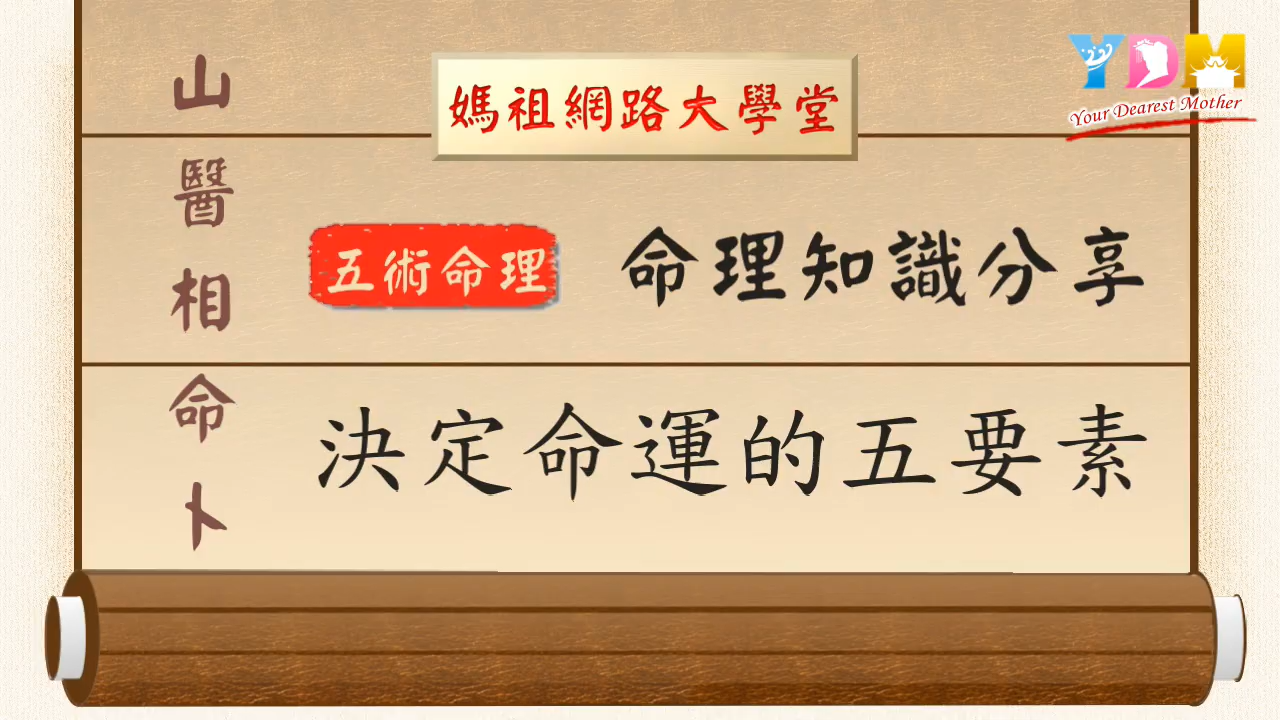 媽祖網路大學堂
YDM
Your Dearest Mother
山醫相命卜
五術命理
命理知識分享
決定命運的五要素